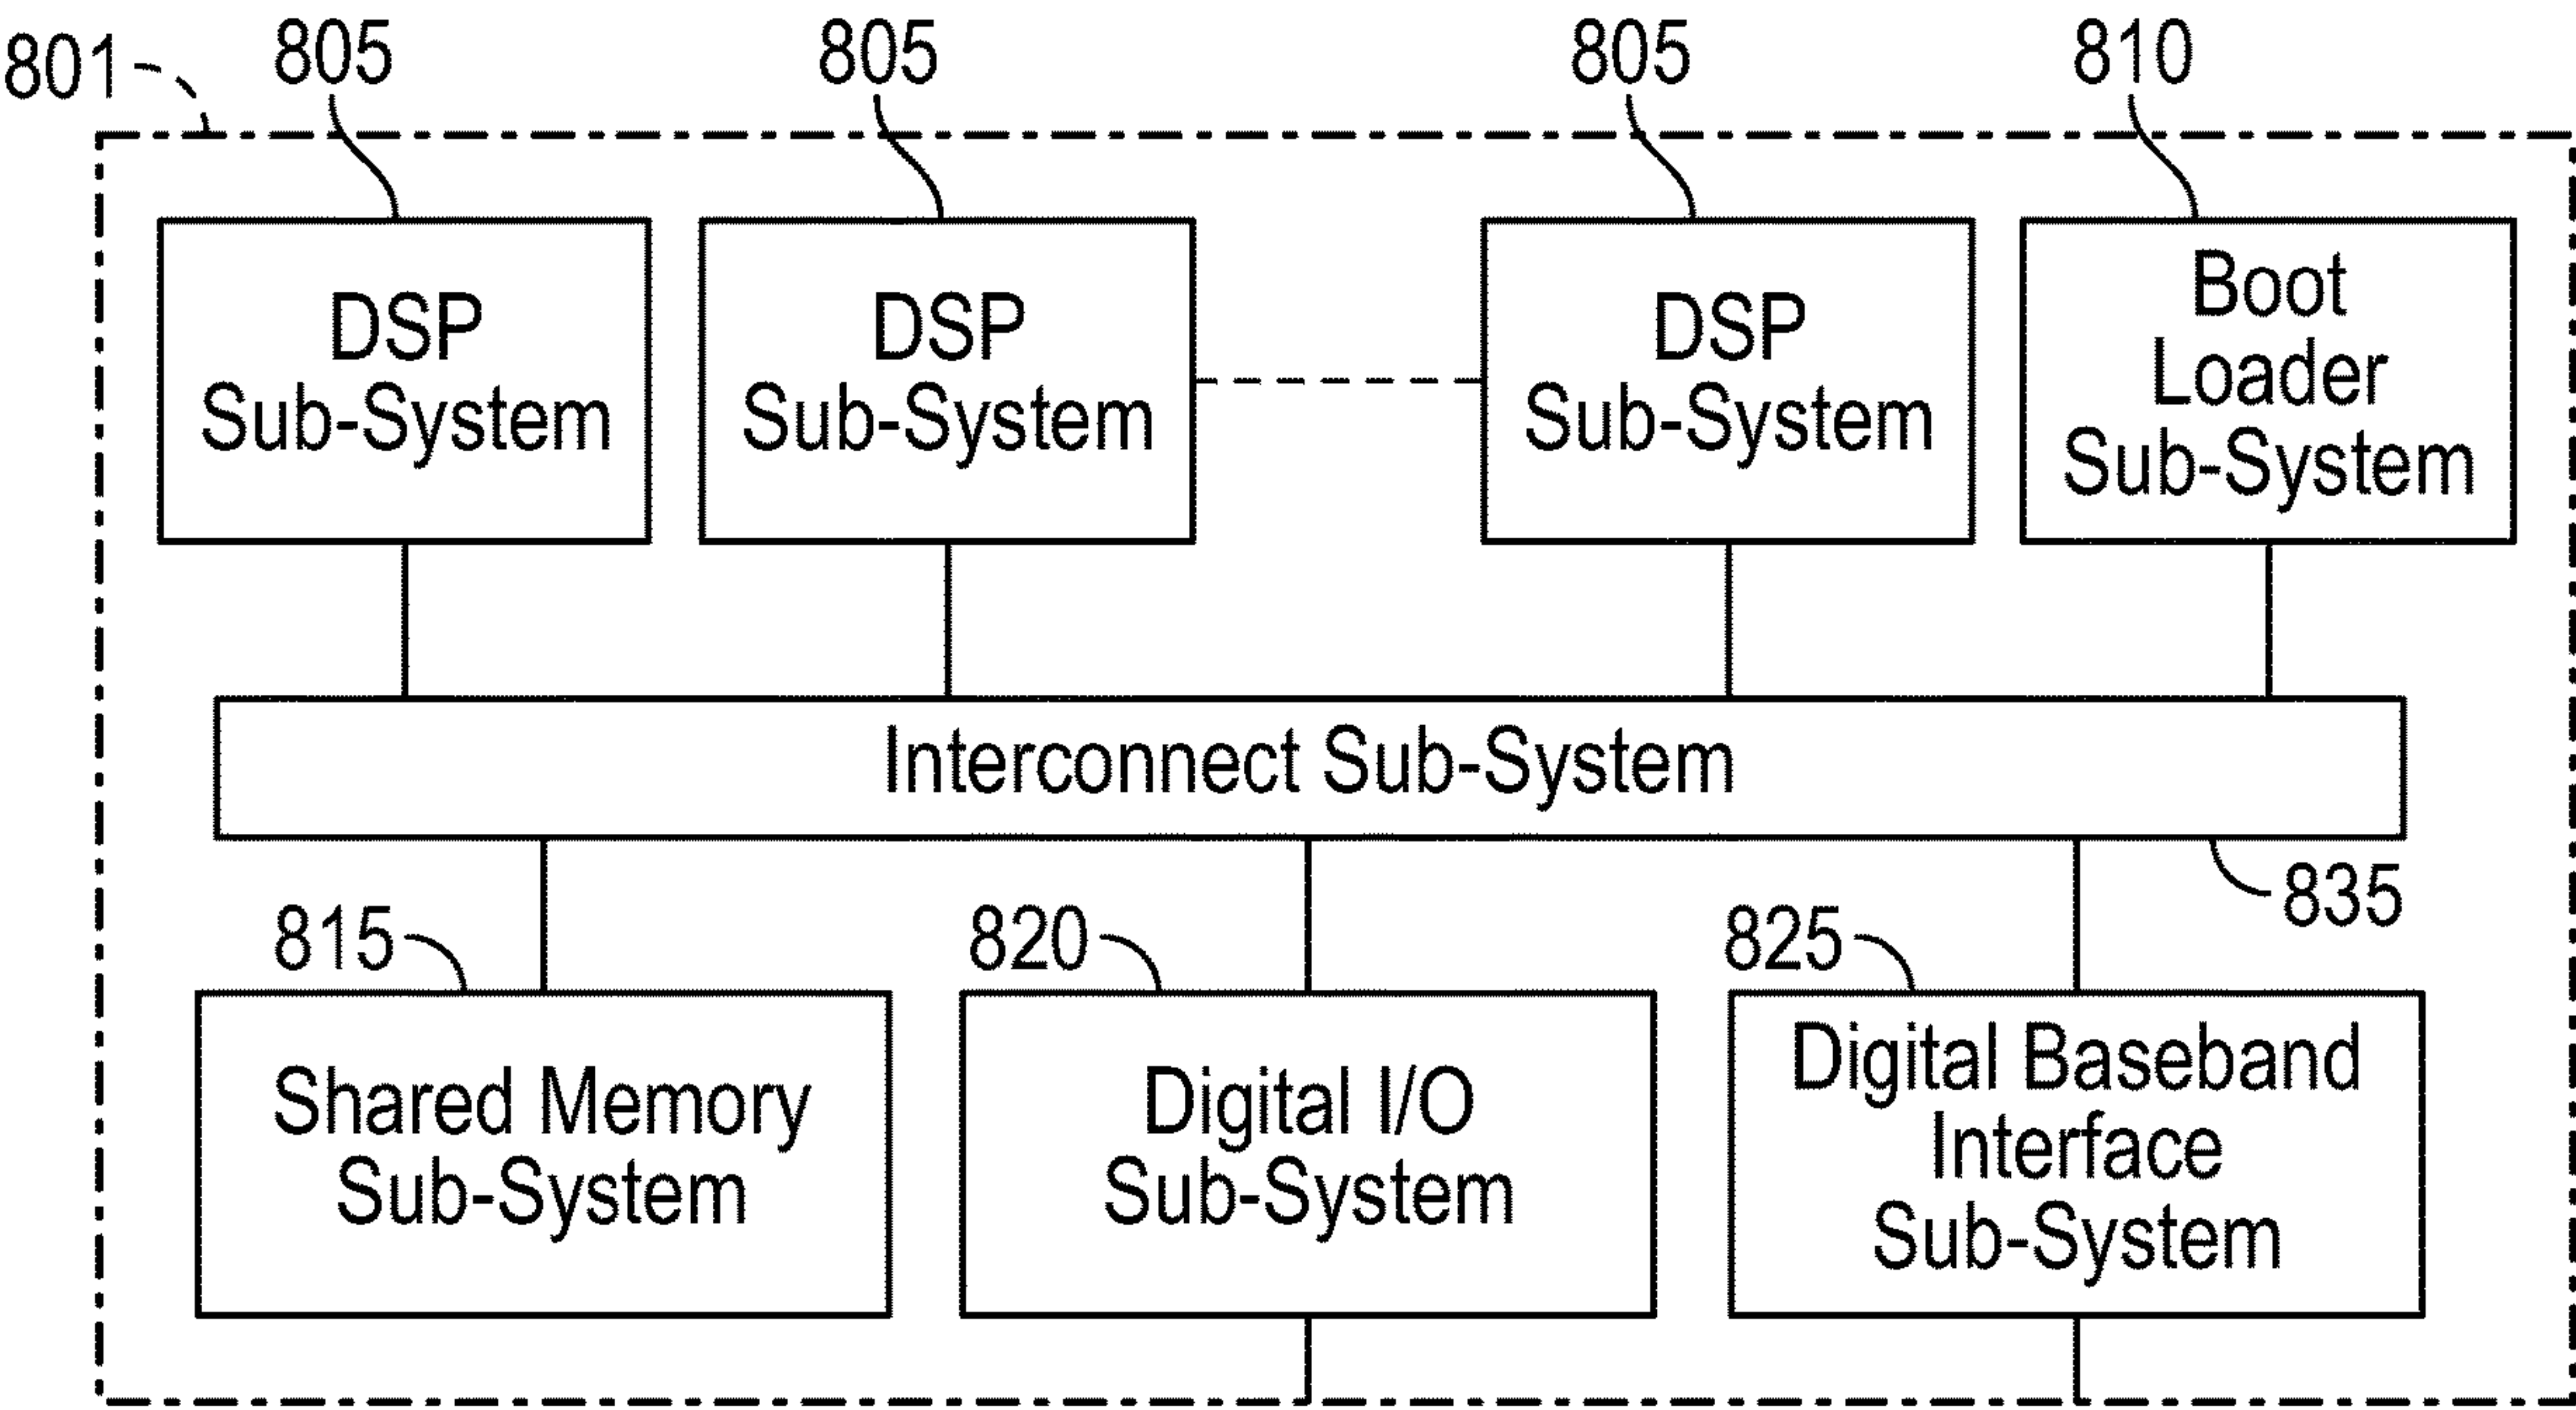 801
805
805
805
810
DSP
Sub-System
DSP
Sub-System
DSP
Sub-System
Boot
Loader
Sub-System
Interconnect Sub-System
835
815
820
825
Shared Memory
Sub-System
Digital I/O
Sub-System
Digital Baseband
Interface
Sub-System